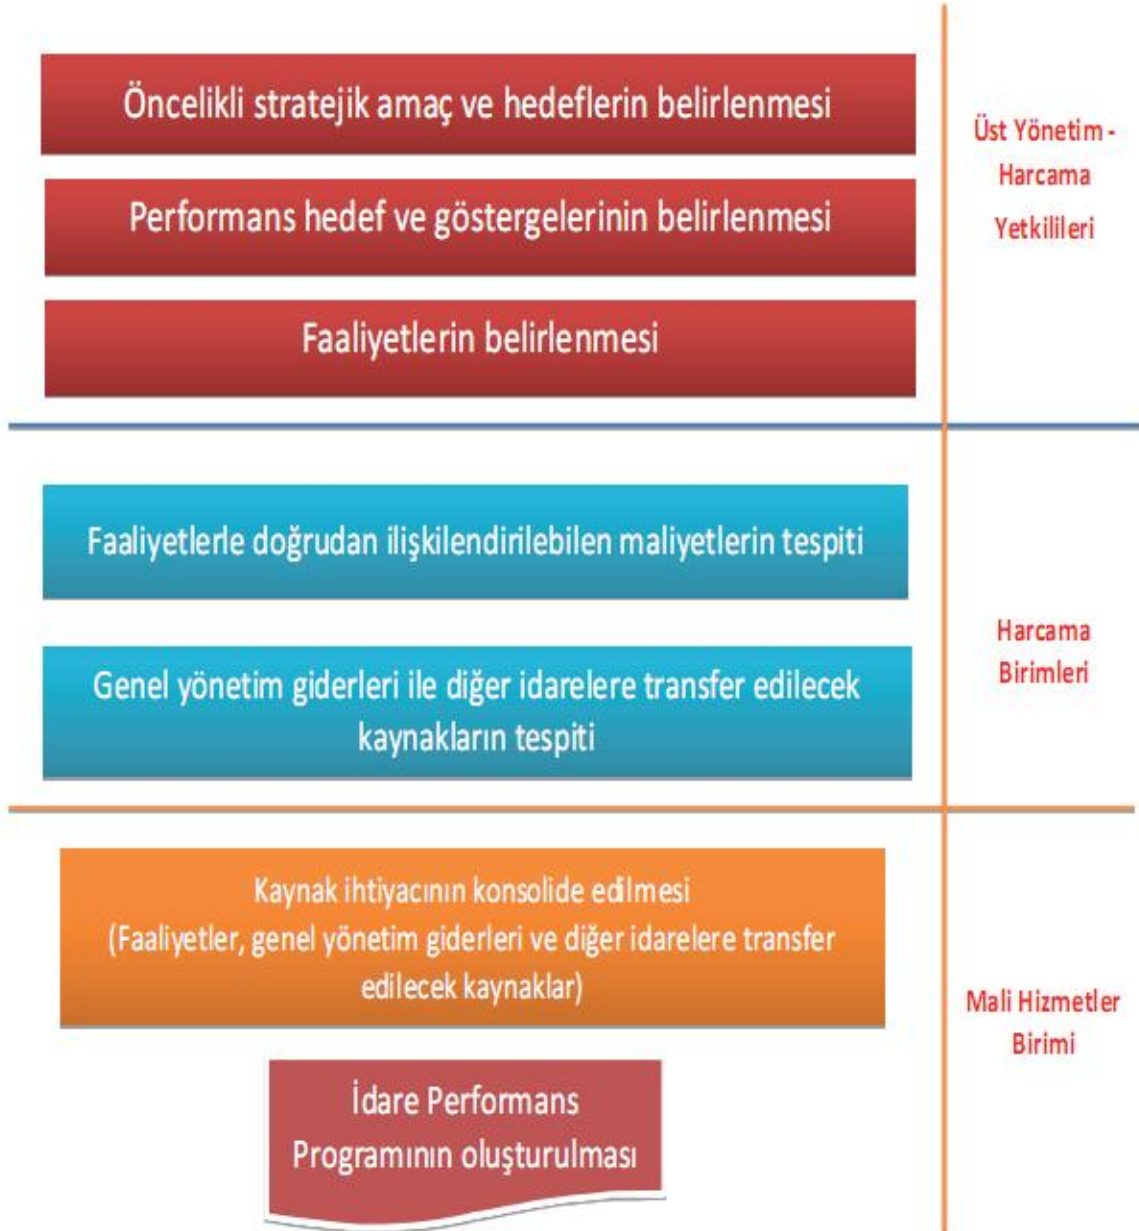 Öncelikli stratejik amaç ve hedeflerin belirlenmesi
Performans hedef ve göstergelerinin belirlenmesi
Faaliyetlerin belirlenmesi
Üst Yönetim -
Harcama
Yetkilileri
Faaliyetlerle doğrudan ilişkilendirilebilen maliyetlerin tespiti
Genel yönetim giderleri ile diğer idarelere transfer edilecek
kaynakların tespiti
Harcama
Birimleri
Kaynak ihtiyacının konsolide edilmesi
(Faaliyetler, genel yönetim giderleri ve diğer idarelere transfer
edilecek kaynaklar)
İdare Performans
Programının oluşturulması
Mali Hizmetler
Birimi